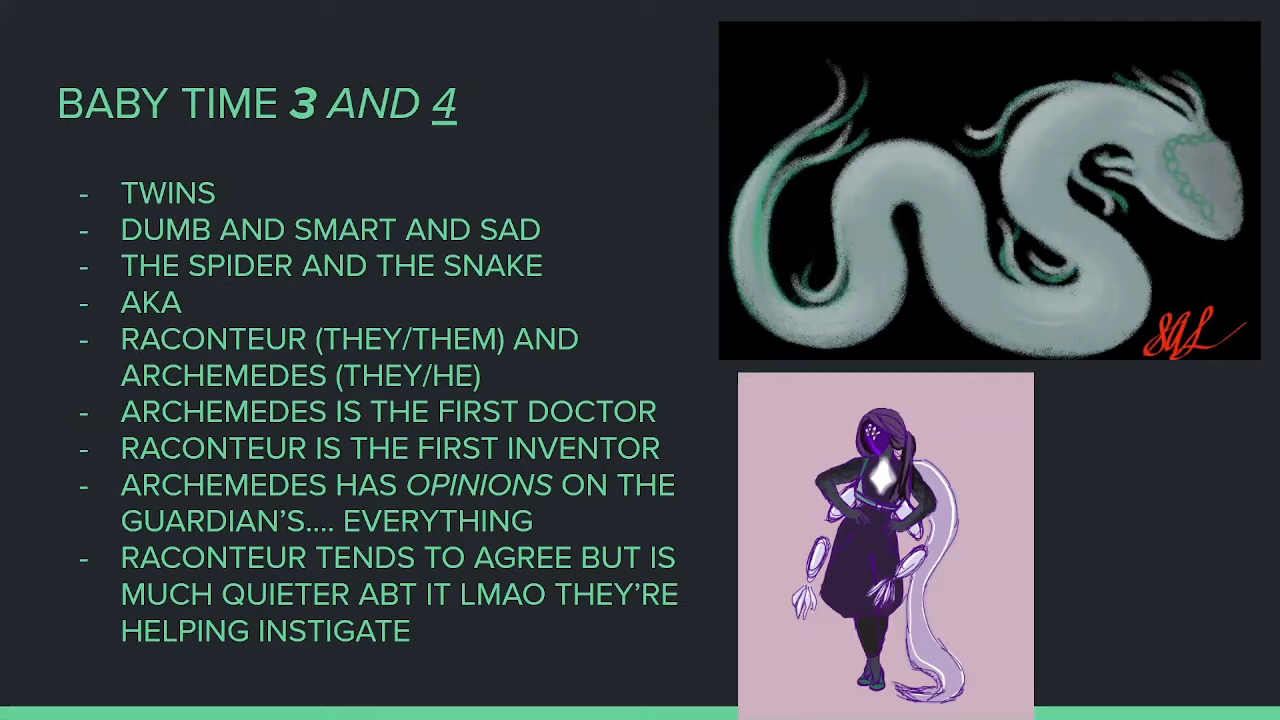 BABY TIME 3 AND 4
- TWINS
- DUMB AND SMART AND SAD
- THE SPIDER AND THE SNAKE
- AKA
- RACONTEUR (THEY/THEM) AND
ARCHEMEDES (THEY/HE)
- ARCHEMEDES IS THE FIRST DOCTOR
- RACONTEUR IS THE FIRST INVENTOR
- ARCHEMEDES HAS OPINIONS ON THE
GUARDIAN’S.... EVERYTHING
- RACONTEUR TENDS TO AGREE BUT IS
MUCH QUIETER ABT IT LMAO THEY’RE
HELPING INSTIGATE